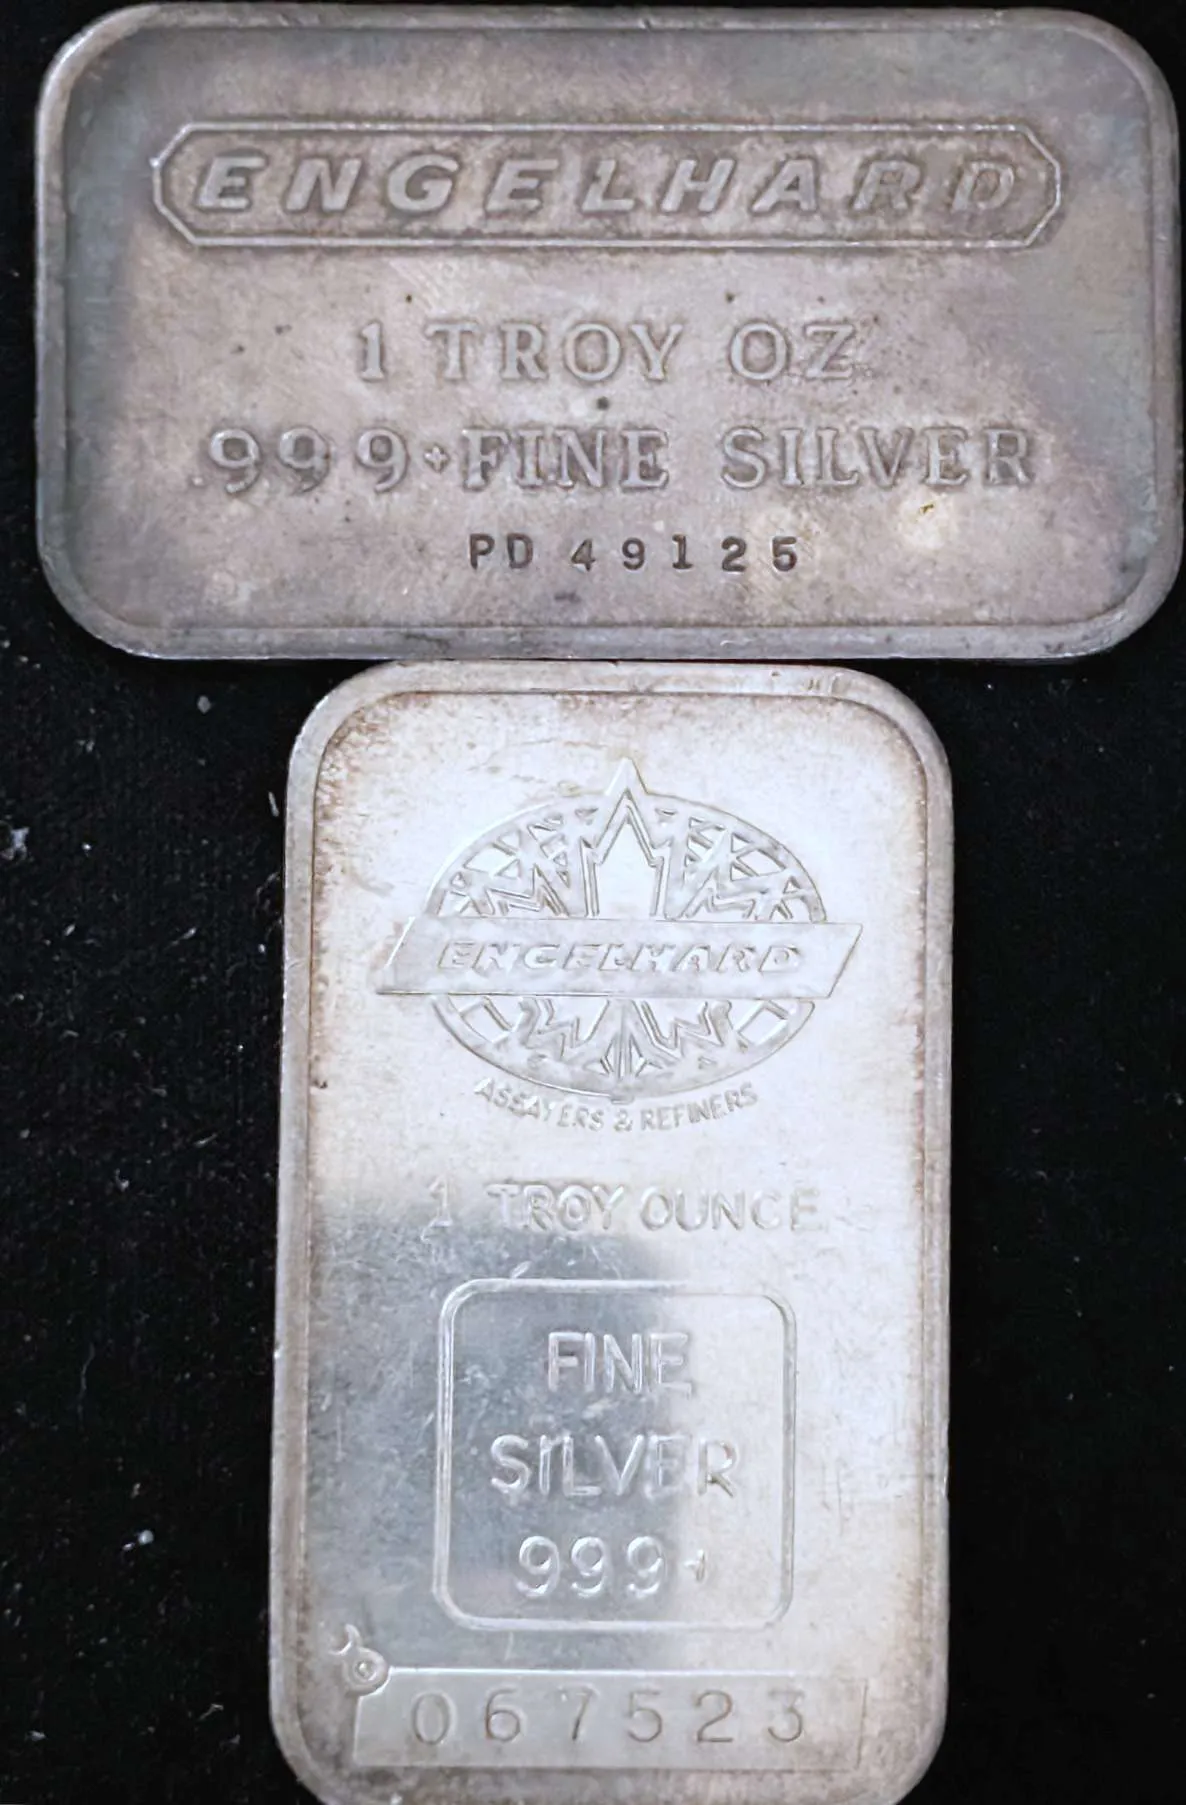 ENGELHARD
1 TROY OZ.
.999+FINE SILVER
PD 49125
ENGELHARD
ASSAYERS & REFINERS
1 TROY OUNCE
FINE
SILVER
999+
067523